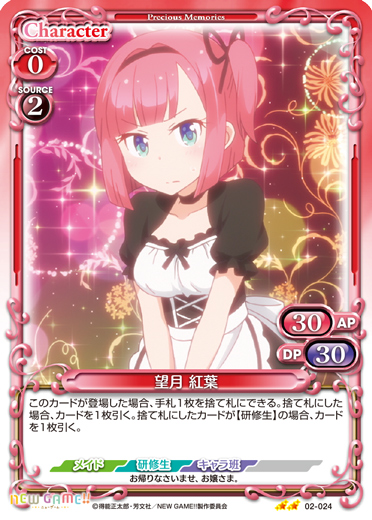 Precious Memories
Character
COST
0
SOURCE
2
30 AP
DP 30
望月 紅葉
このカードが登場した場合、手札1枚を捨て札にできる。捨て札にした
場合、カードを1枚引く。捨て札にしたカードが【研修生】の場合、カードを
1枚引く。
メイド 研修生 キャラ班
お帰りなさいませ、お嬢さま。
NEW GAME!!
©得能正太郎・芳文社/NEW GAME!!製作委員会
02-024